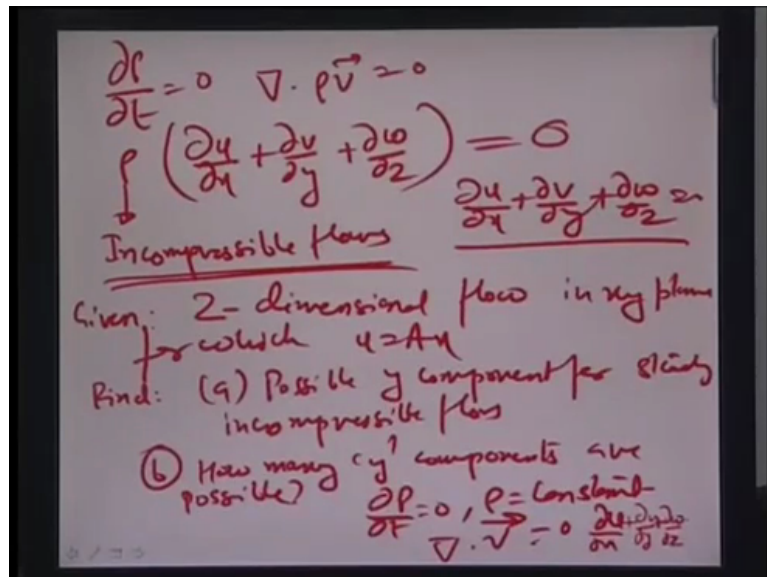 ∂ρ/∂t = 0 ∇·ρv⃗ = 0
ρ (∂u/∂x + ∂v/∂y + ∂w/∂z) = 0
∂u/∂x + ∂v/∂y + ∂w/∂z =
Incompressible flows
Given: 2-dimensional flow in xy plane
for which u = Ax
Find: (a) Possible y component for steady
incompressible flow
(b) How many 'y' components are
possible?
∂ρ/∂t = 0, ρ = Constant
∇·v⃗ = 0 ∂u/∂x + ∂v/∂y + ∂w/∂z